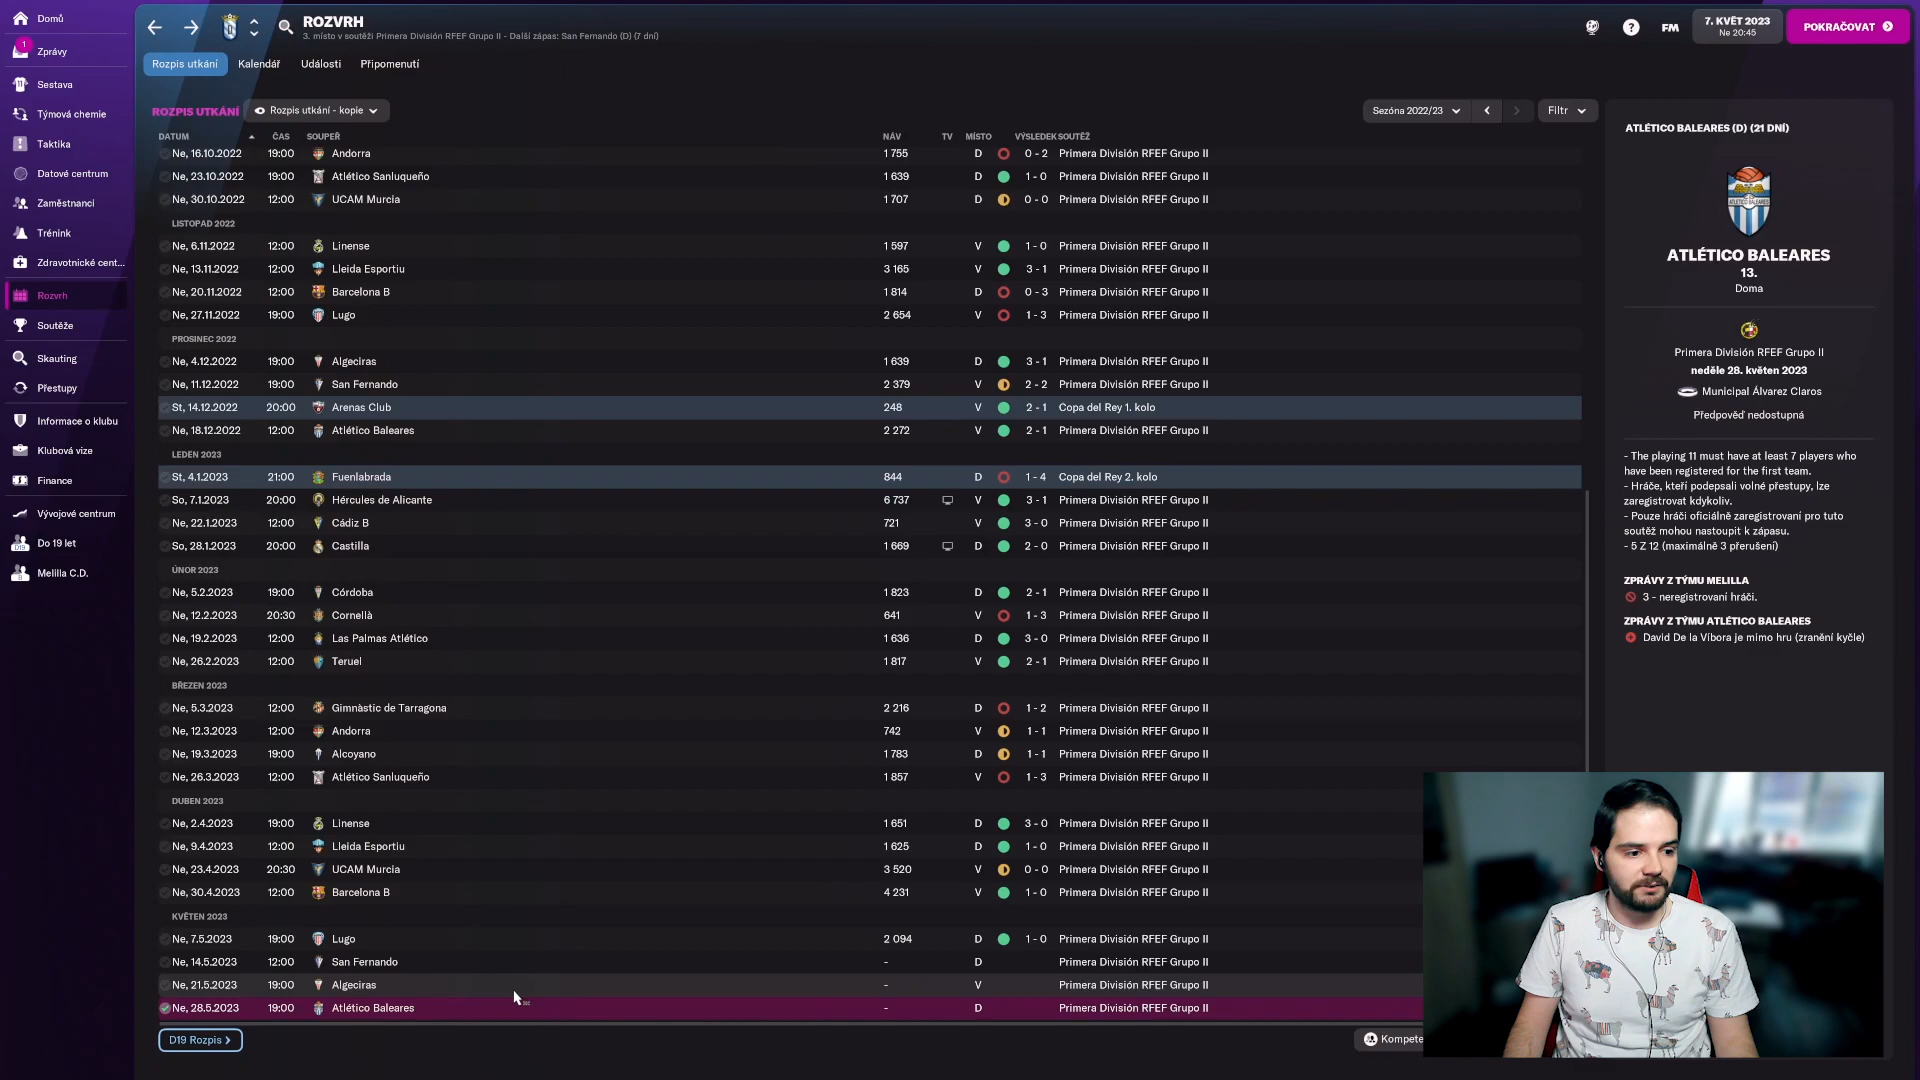 Domů
1
Zprávy
Sestava
Týmová chemie
Taktika
Datové centrum
Zaměstnanci
Trénink
Zdravotnické cent...
Rozvrh
Soutěže
Skauting
Přestupy
Informace o klubu
Klubová vize
Finance
Vývojové centrum
Do 19 let
Melilla C.D.
ROZVRH
3. místo v soutěži Primera División RFEF Grupo II - Další zápas: San Fernando (D) (7 dní)
FM
7. KVĚT 2023
Ne 20:45
POKRAČOVAT
Rozpis utkání Kalendář Události Připomenutí
ROZPIS UTKÁNÍ Rozpis utkání - kopie Sezóna 2022/23 Filtr
DATUM ČAS SOUPEŘ NÁV TV MÍSTO VÝSLEDEK SOUTĚŽ
Ne, 16.10.2022 19:00 Andorra 1 755 D 0 - 2 Primera División RFEF Grupo II
Ne, 23.10.2022 19:00 Atlético Sanluqueño 1 639 D 1 - 0 Primera División RFEF Grupo II
Ne, 30.10.2022 12:00 UCAM Murcia 1 707 D 0 - 0 Primera División RFEF Grupo II
LISTOPAD 2022
Ne, 6.11.2022 12:00 Linense 1 597 V 1 - 0 Primera División RFEF Grupo II
Ne, 13.11.2022 12:00 Lleida Esportiu 3 165 V 3 - 1 Primera División RFEF Grupo II
Ne, 20.11.2022 12:00 Barcelona B 1 814 D 0 - 3 Primera División RFEF Grupo II
Ne, 27.11.2022 19:00 Lugo 2 654 V 1 - 3 Primera División RFEF Grupo II
PROSINEC 2022
Ne, 4.12.2022 19:00 Algeciras 1 639 D 3 - 1 Primera División RFEF Grupo II
Ne, 11.12.2022 19:00 San Fernando 2 379 V 2 - 2 Primera División RFEF Grupo II
St, 14.12.2022 20:00 Arenas Club 248 V 2 - 1 Copa del Rey 1. kolo
Ne, 18.12.2022 12:00 Atlético Baleares 2 272 V 2 - 1 Primera División RFEF Grupo II
LEDEN 2023
St, 4.1.2023 21:00 Fuenlabrada 844 D 1 - 4 Copa del Rey 2. kolo
So, 7.1.2023 20:00 Hércules de Alicante 6 737 V 3 - 1 Primera División RFEF Grupo II
Ne, 22.1.2023 12:00 Cádiz B 721 V 3 - 0 Primera División RFEF Grupo II
So, 28.1.2023 20:00 Castilla 1 669 D 2 - 0 Primera División RFEF Grupo II
ÚNOR 2023
Ne, 5.2.2023 19:00 Córdoba 1 823 D 2 - 1 Primera División RFEF Grupo II
Ne, 12.2.2023 20:30 Cornellà 641 V 1 - 3 Primera División RFEF Grupo II
Ne, 19.2.2023 12:00 Las Palmas Atlético 1 636 D 3 - 0 Primera División RFEF Grupo II
Ne, 26.2.2023 12:00 Teruel 1 817 V 2 - 1 Primera División RFEF Grupo II
BŘEZEN 2023
Ne, 5.3.2023 12:00 Gimnàstic de Tarragona 2 216 D 1 - 2 Primera División RFEF Grupo II
Ne, 12.3.2023 12:00 Andorra 742 V 1 - 1 Primera División RFEF Grupo II
Ne, 19.3.2023 19:00 Alcoyano 1 783 D 1 - 1 Primera División RFEF Grupo II
Ne, 26.3.2023 12:00 Atlético Sanluqueño 1 857 V 1 - 3 Primera División RFEF Grupo II
DUBEN 2023
Ne, 2.4.2023 19:00 Linense 1 651 D 3 - 0 Primera División RFEF Grupo II
Ne, 9.4.2023 12:00 Lleida Esportiu 1 625 D 1 - 0 Primera División RFEF Grupo II
Ne, 23.4.2023 20:30 UCAM Murcia 3 520 V 0 - 0 Primera División RFEF Grupo II
Ne, 30.4.2023 12:00 Barcelona B 4 231 V 1 - 0 Primera División RFEF Grupo II
KVĚTEN 2023
Ne, 7.5.2023 19:00 Lugo 2 094 D 1 - 0 Primera División RFEF Grupo II
Ne, 14.5.2023 12:00 San Fernando - D Primera División RFEF Grupo II
Ne, 21.5.2023 19:00 Algeciras - V Primera División RFEF Grupo II
Ne, 28.5.2023 19:00 Atlético Baleares - D Primera División RFEF Grupo II
D19 Rozpis
Kompete
ATLÉTICO BALEARES (D) (21 DNÍ)
ATLÉTICO BALEARES
13.
Doma
Primera División RFEF Grupo II
neděle 28. květen 2023
Municipal Álvarez Claros
Předpověď nedostupná
- The playing 11 must have at least 7 players who
have been registered for the first team.
- Hráče, kteří podepsali volné přestupy, lze
zaregistrovat kdykoliv.
- Pouze hráči oficiálně zaregistrovaní pro tuto
soutěž mohou nastoupit k zápasu.
- 5 Z 12 (maximálně 3 přerušení)
ZPRÁVY Z TÝMU MELILLA
3 - neregistrovaní hráči.
ZPRÁVY Z TÝMU ATLÉTICO BALEARES
David De la Víbora je mimo hru (zranění kyčle)